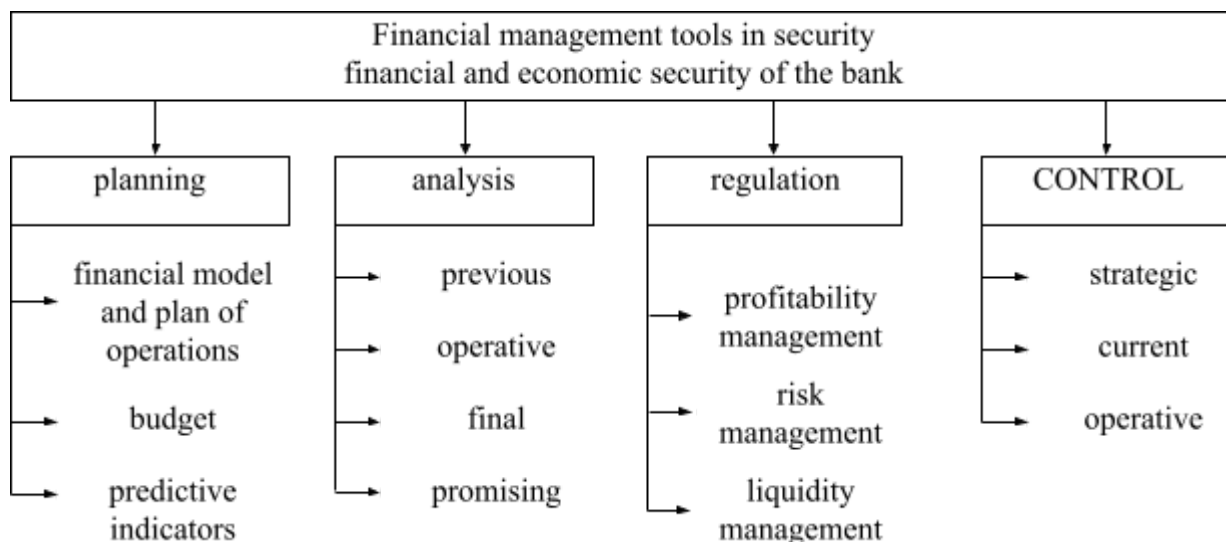 Financial management tools in security
financial and economic security of the bank
planning
analysis
regulation
CONTROL
financial model
and plan of
operations
budget
predictive
indicators
previous
operative
final
promising
profitability
management
risk
management
liquidity
management
strategic
current
operative